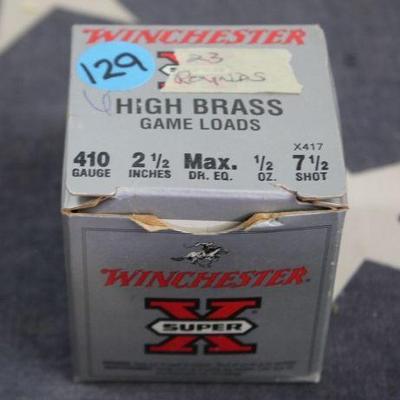 WINCHESTER
129
23
ROUNDS
HIGH BRASS
GAME LOADS
X417
410 2 1/2 Max. 1/2 7 1/2
GAUGE INCHES DR. EQ. OZ. SHOT
WINCHESTER
X
SUPER